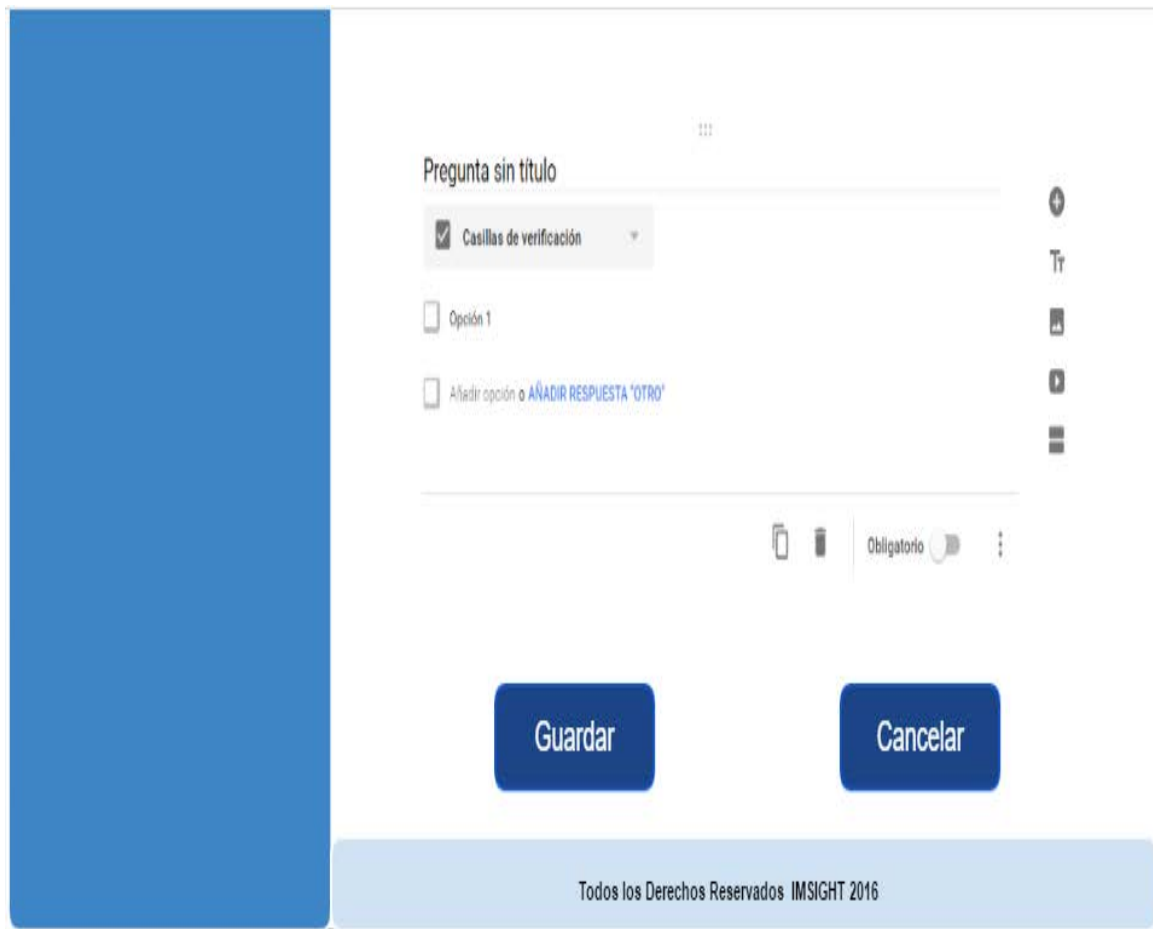 Pregunta sin título
Casillas de verificación
Opción 1
Añadir opción o AÑADIR RESPUESTA "OTRO"
Obligatorio
Guardar Cancelar
Todos los Derechos Reservados IMSIGHT 2016